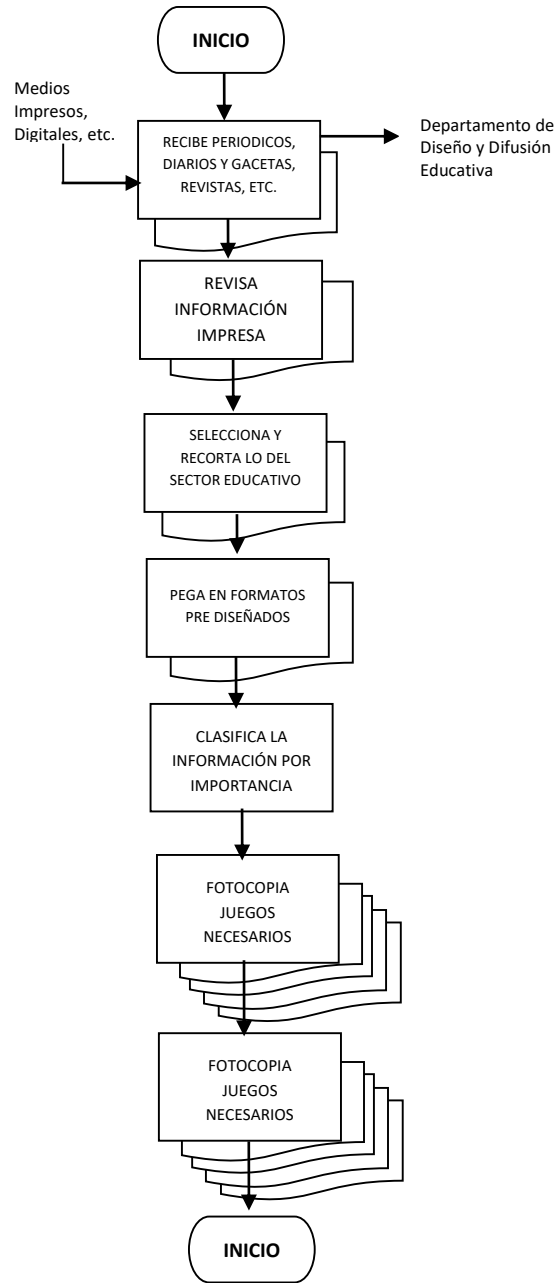 INICIO
Medios
Impresos,
Digitales, etc.
RECIBE PERIODICOS,
DIARIOS Y GACETAS,
REVISTAS, ETC.
Departamento de
Diseño y Difusión
Educativa
REVISA
INFORMACIÓN
IMPRESA
SELECCIONA Y
RECORTA LO DEL
SECTOR EDUCATIVO
PEGA EN FORMATOS
PRE DISEÑADOS
CLASIFICA LA
INFORMACIÓN POR
IMPORTANCIA
FOTOCOPIA
JUEGOS
NECESARIOS
FOTOCOPIA
JUEGOS
NECESARIOS
INICIO